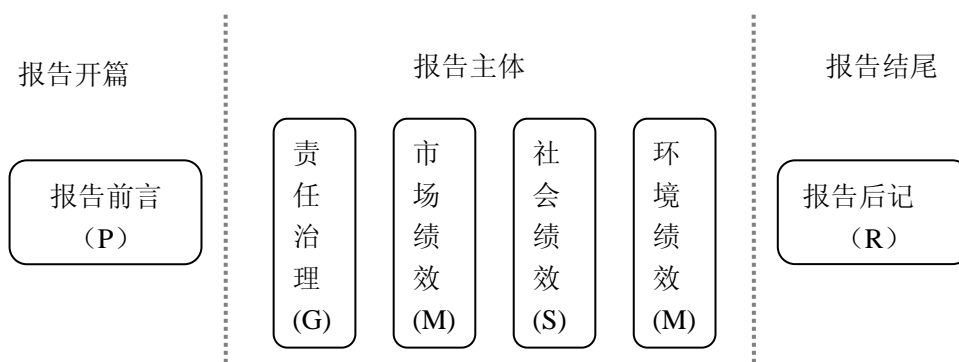 报告开篇
报告主体
报告结尾
报告前言
（P）
责任治理
(G)
市场绩效
(M)
社会绩效
(S)
环境绩效
(M)
报告后记
（R）